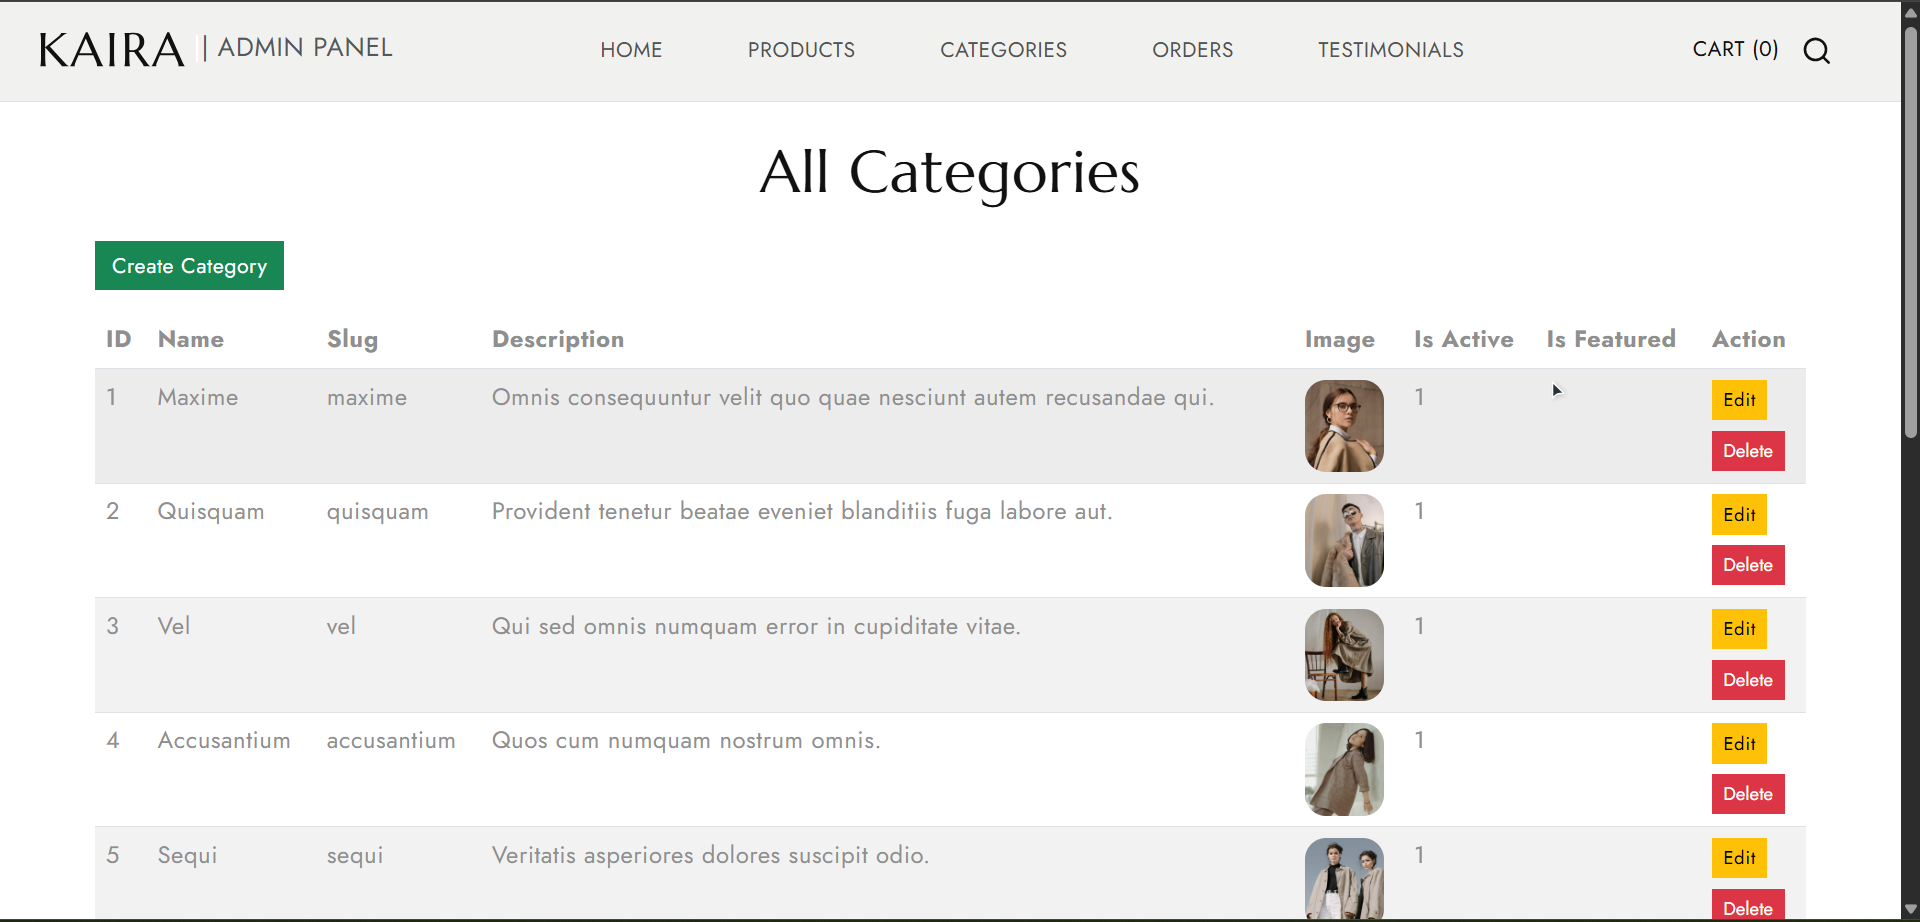 KAIRA | ADMIN PANEL HOME PRODUCTS CATEGORIES ORDERS TESTIMONIALS CART (0)
All Categories
Create Category
ID Name Slug Description Image Is Active Is Featured Action
1 Maxime maxime Omnis consequuntur velit quo quae nesciunt autem recusandae qui. 1 Edit
Delete
2 Quisquam quisquam Provident tenetur beatae eveniet blanditiis fuga labore aut. 1 Edit
Delete
3 Vel vel Qui sed omnis numquam error in cupiditate vitae. 1 Edit
Delete
4 Accusantium accusantium Quos cum numquam nostrum omnis. 1 Edit
Delete
5 Sequi sequi Veritatis asperiores dolores suscipit odio. 1 Edit
Delete